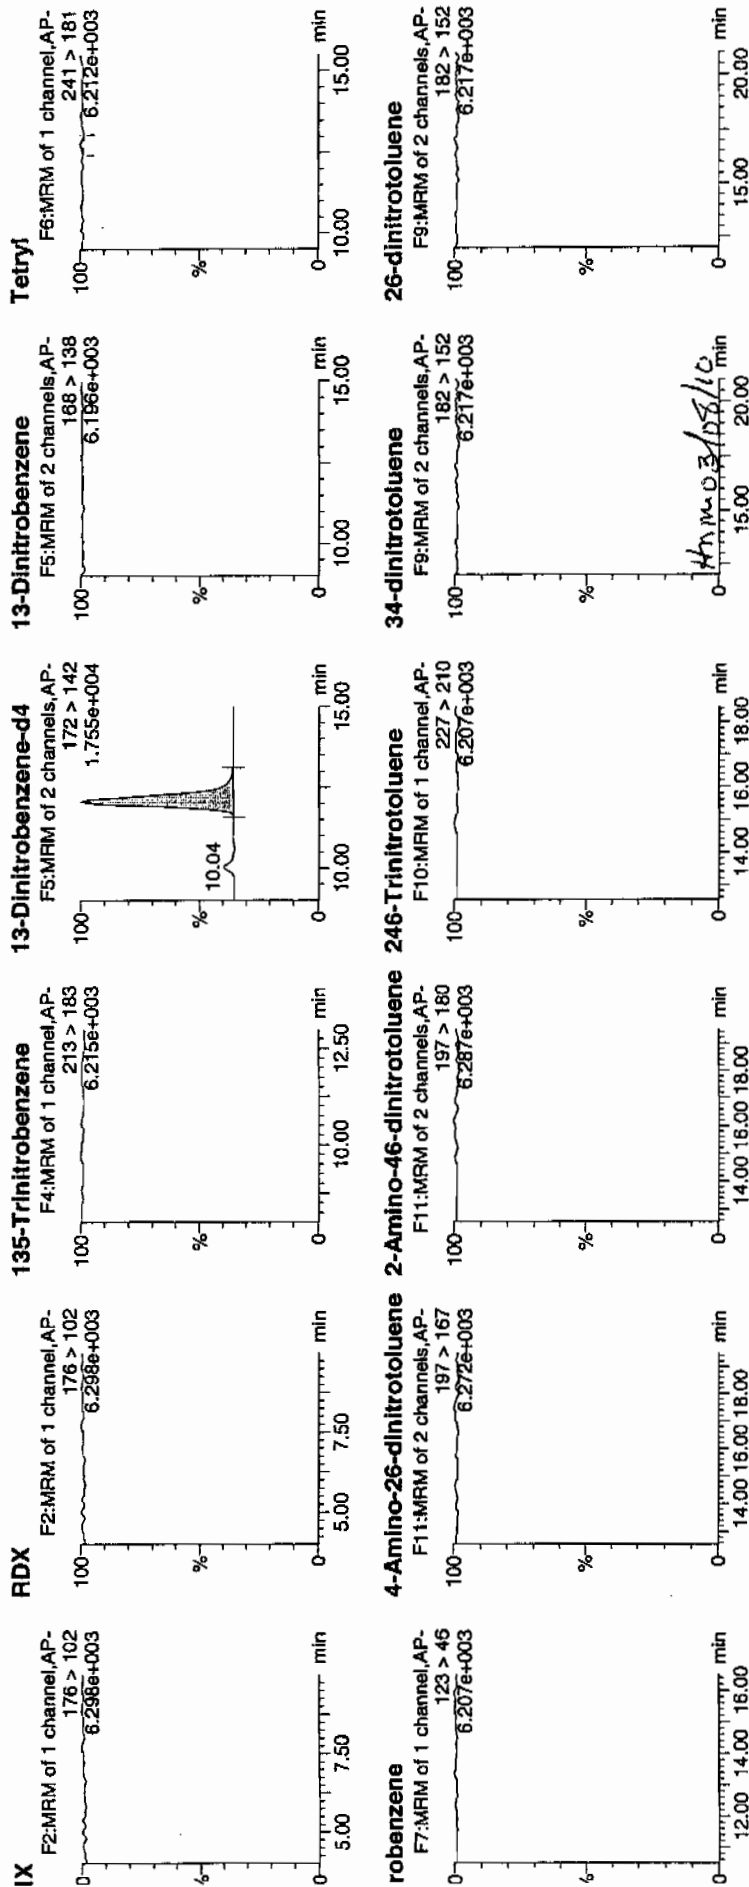 IX
F2:MRM of 1 channel,AP-
176 > 102
6.298e+003
0
%
0
5.00
7.50
min
RDX
F2:MRM of 1 channel,AP-
176 > 102
6.298e+003
100
%
0
5.00
7.50
min
135-Trinitrobenzene
F4:MRM of 1 channel,AP-
213 > 183
6.215e+003
100
%
0
10.00
12.50
min
13-Dinitrobenzene-d4
F5:MRM of 2 channels,AP-
172 > 142
1.755e+004
100
%
10.04
0
10.00
15.00
min
13-Dinitrobenzene
F5:MRM of 2 channels,AP-
168 > 138
6.196e+003
100
%
0
10.00
15.00
min
Tetryl
F6:MRM of 1 channel,AP-
241 > 181
6.212e+003
100
%
0
10.00
15.00
min
robenzene
F7:MRM of 1 channel,AP-
123 > 46
6.207e+003
0
%
0
12.00
14.00
16.00
min
4-Amino-26-dinitrotoluene
F11:MRM of 2 channels,AP-
197 > 167
6.272e+003
100
%
0
14.00
16.00
18.00
min
2-Amino-46-dinitrotoluene
F11:MRM of 2 channels,AP-
197 > 180
6.287e+003
100
%
0
14.00
16.00
18.00
min
246-Trinitrotoluene
F10:MRM of 1 channel,AP-
227 > 210
6.207e+003
100
%
0
14.00
16.00
18.00
min
34-dinitrotoluene
F9:MRM of 2 channels,AP-
182 > 152
6.217e+003
100
%
03/08/10
0
15.00
20.00
min
26-dinitrotoluene
F9:MRM of 2 channels,AP-
182 > 152
6.217e+003
100
%
0
15.00
20.00
min